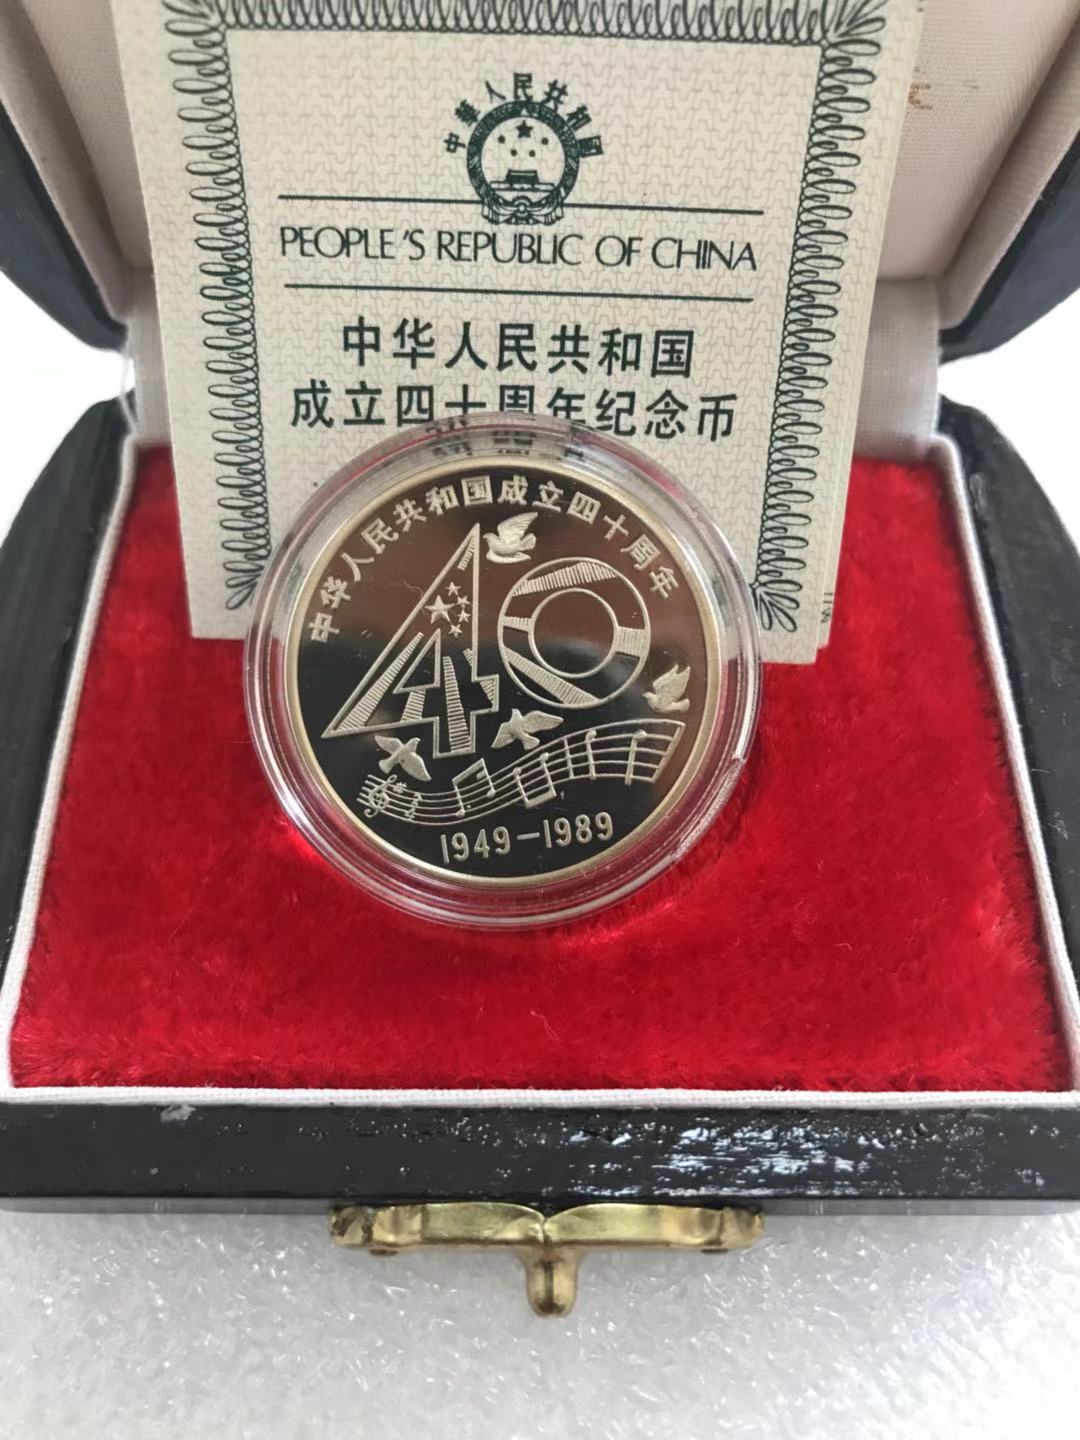 中華人民共和国
PEOPLE'S REPUBLIC OF CHINA
中华人民共和国
成立四十周年纪念币
中华人民共和国成立四十周年
40
1949-1989